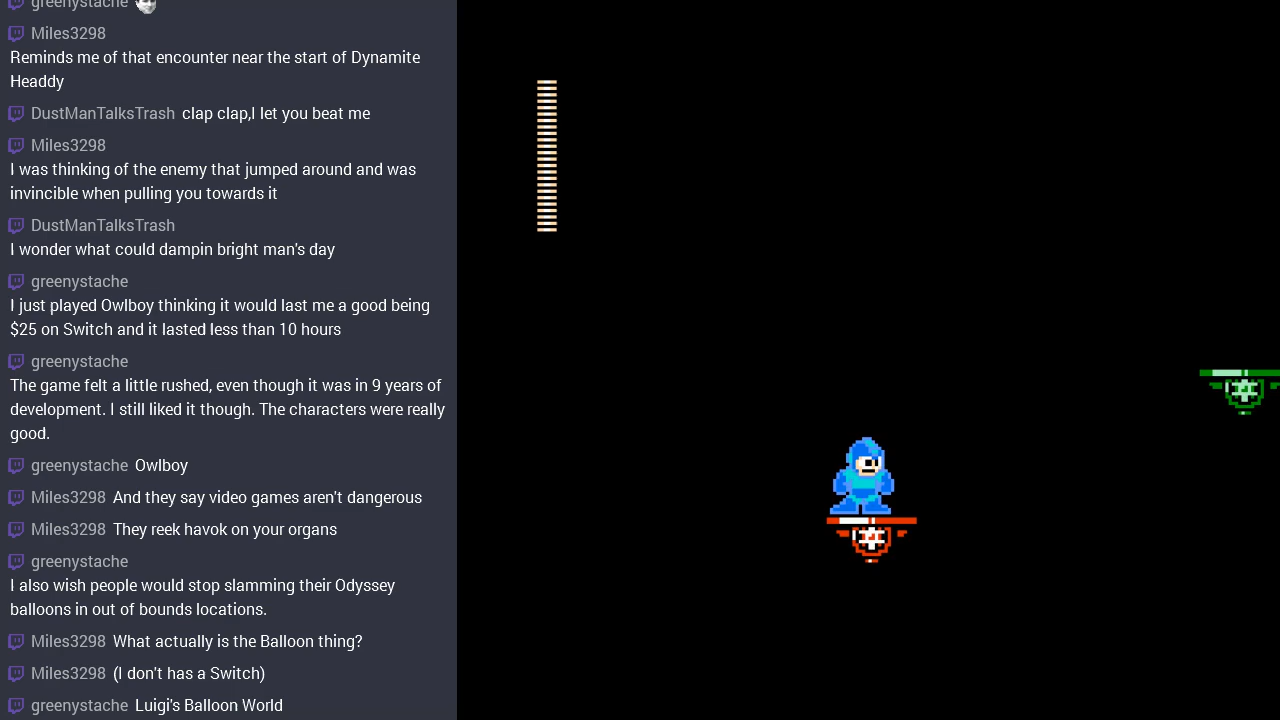 greenystache
Miles3298
Reminds me of that encounter near the start of Dynamite
Headdy
DustManTalksTrash clap clap,I let you beat me
Miles3298
I was thinking of the enemy that jumped around and was
invincible when pulling you towards it
DustManTalksTrash
I wonder what could dampin bright man's day
greenystache
I just played Owlboy thinking it would last me a good being
$25 on Switch and it lasted less than 10 hours
greenystache
The game felt a little rushed, even though it was in 9 years of
development. I still liked it though. The characters were really
good.
greenystache Owlboy
Miles3298 And they say video games aren't dangerous
Miles3298 They reek havok on your organs
greenystache
I also wish people would stop slamming their Odyssey
balloons in out of bounds locations.
Miles3298 What actually is the Balloon thing?
Miles3298 (I don't has a Switch)
greenystache Luigi's Balloon World